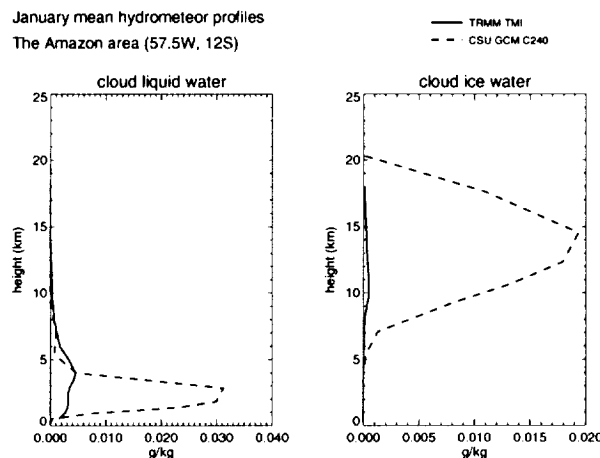 January mean hydrometeor profiles
The Amazon area (57.5W, 12S)
TRMM TMI
CSU GCM C240
cloud liquid water
25
20
15
10
5
0
height (km)
0.000 0.010 0.020 0.030 0.040
g/kg
cloud ice water
25
20
15
10
5
0
height (km)
0.000 0.005 0.010 0.015 0.020
g/kg